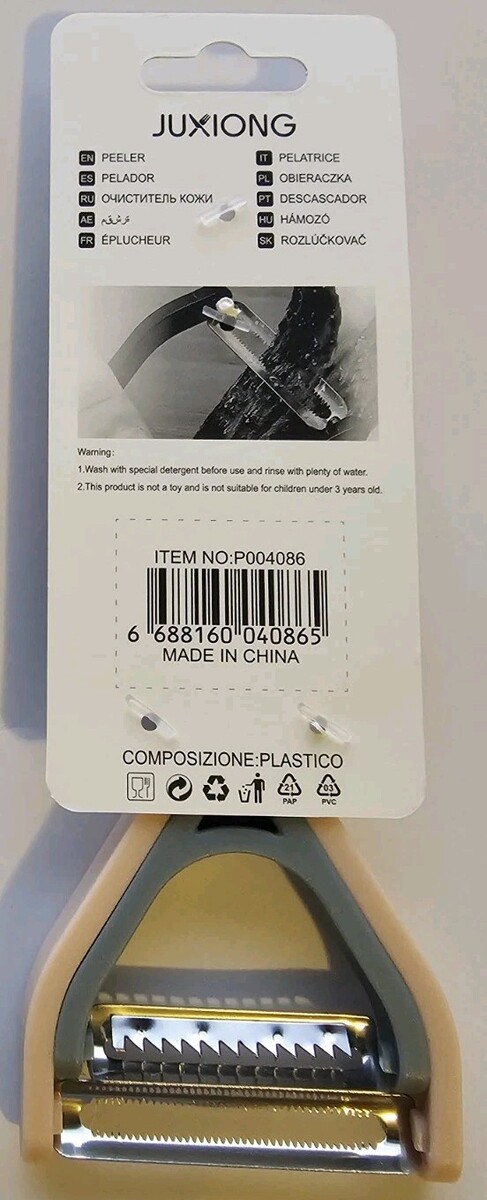 JUXIONG
EN PEELER
ES PELADOR
RU ОЧИСТИТЕЛЬ КОЖИ
AE ةرشقم
FR ÉPLUCHEUR
IT PELATRICE
PL OBIERACZKA
PT DESCASCADOR
HU HÁMOZÓ
SK ROZLÚČKOVAČ
Warning:
1.Wash with special detergent before use and rinse with plenty of water.
2.This product is not a toy and is not suitable for children under 3 years old.
ITEM NO:P004086
6 688160 040865
MADE IN CHINA
COMPOSIZIONE:PLASTICO
21 03
PAP PVC